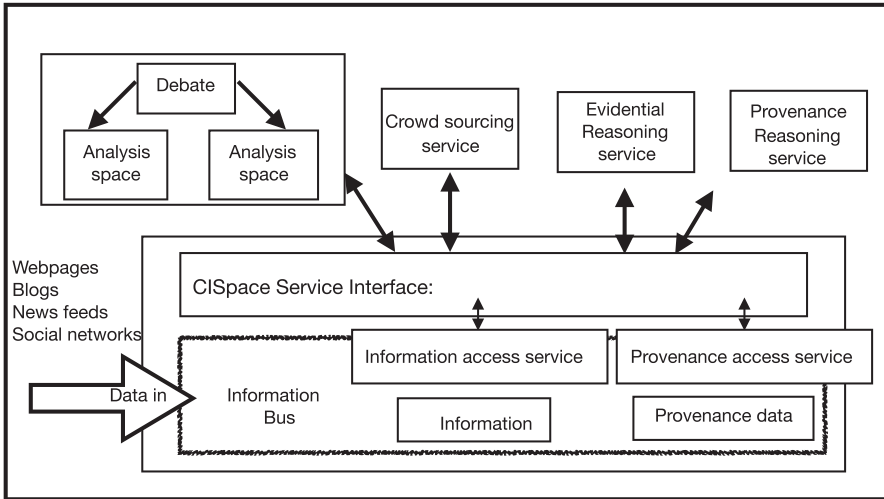 Debate
Analysis
space
Analysis
space
Crowd sourcing
service
Evidential
Reasoning
service
Provenance
Reasoning
service
Webpages
Blogs
News feeds
Social networks
CISpace Service Interface:
Information access service
Provenance access service
Data in
Information
Bus
Information
Provenance data